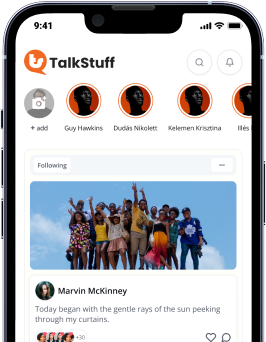 9:41
TalkStuff
+ add
Guy Hawkins
Dudás Nikolett
Kelemen Krisztina
Illés
Following
Marvin McKinney
Today began with the gentle rays of the sun peeking
through my curtains.
+30